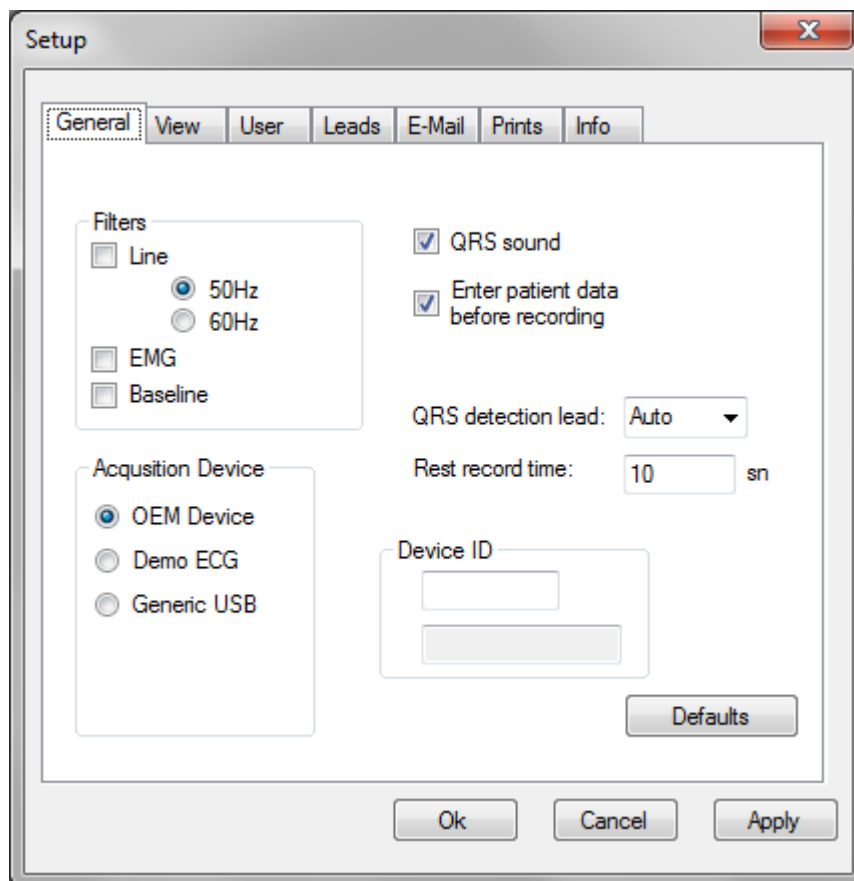 Setup
General View User Leads E-Mail Prints Info
Filters
Line
50Hz
60Hz
EMG
Baseline
QRS sound
Enter patient data
before recording
QRS detection lead: Auto
Rest record time: 10 sn
Acqusition Device
OEM Device
Demo ECG
Generic USB
Device ID
Defaults
Ok Cancel Apply